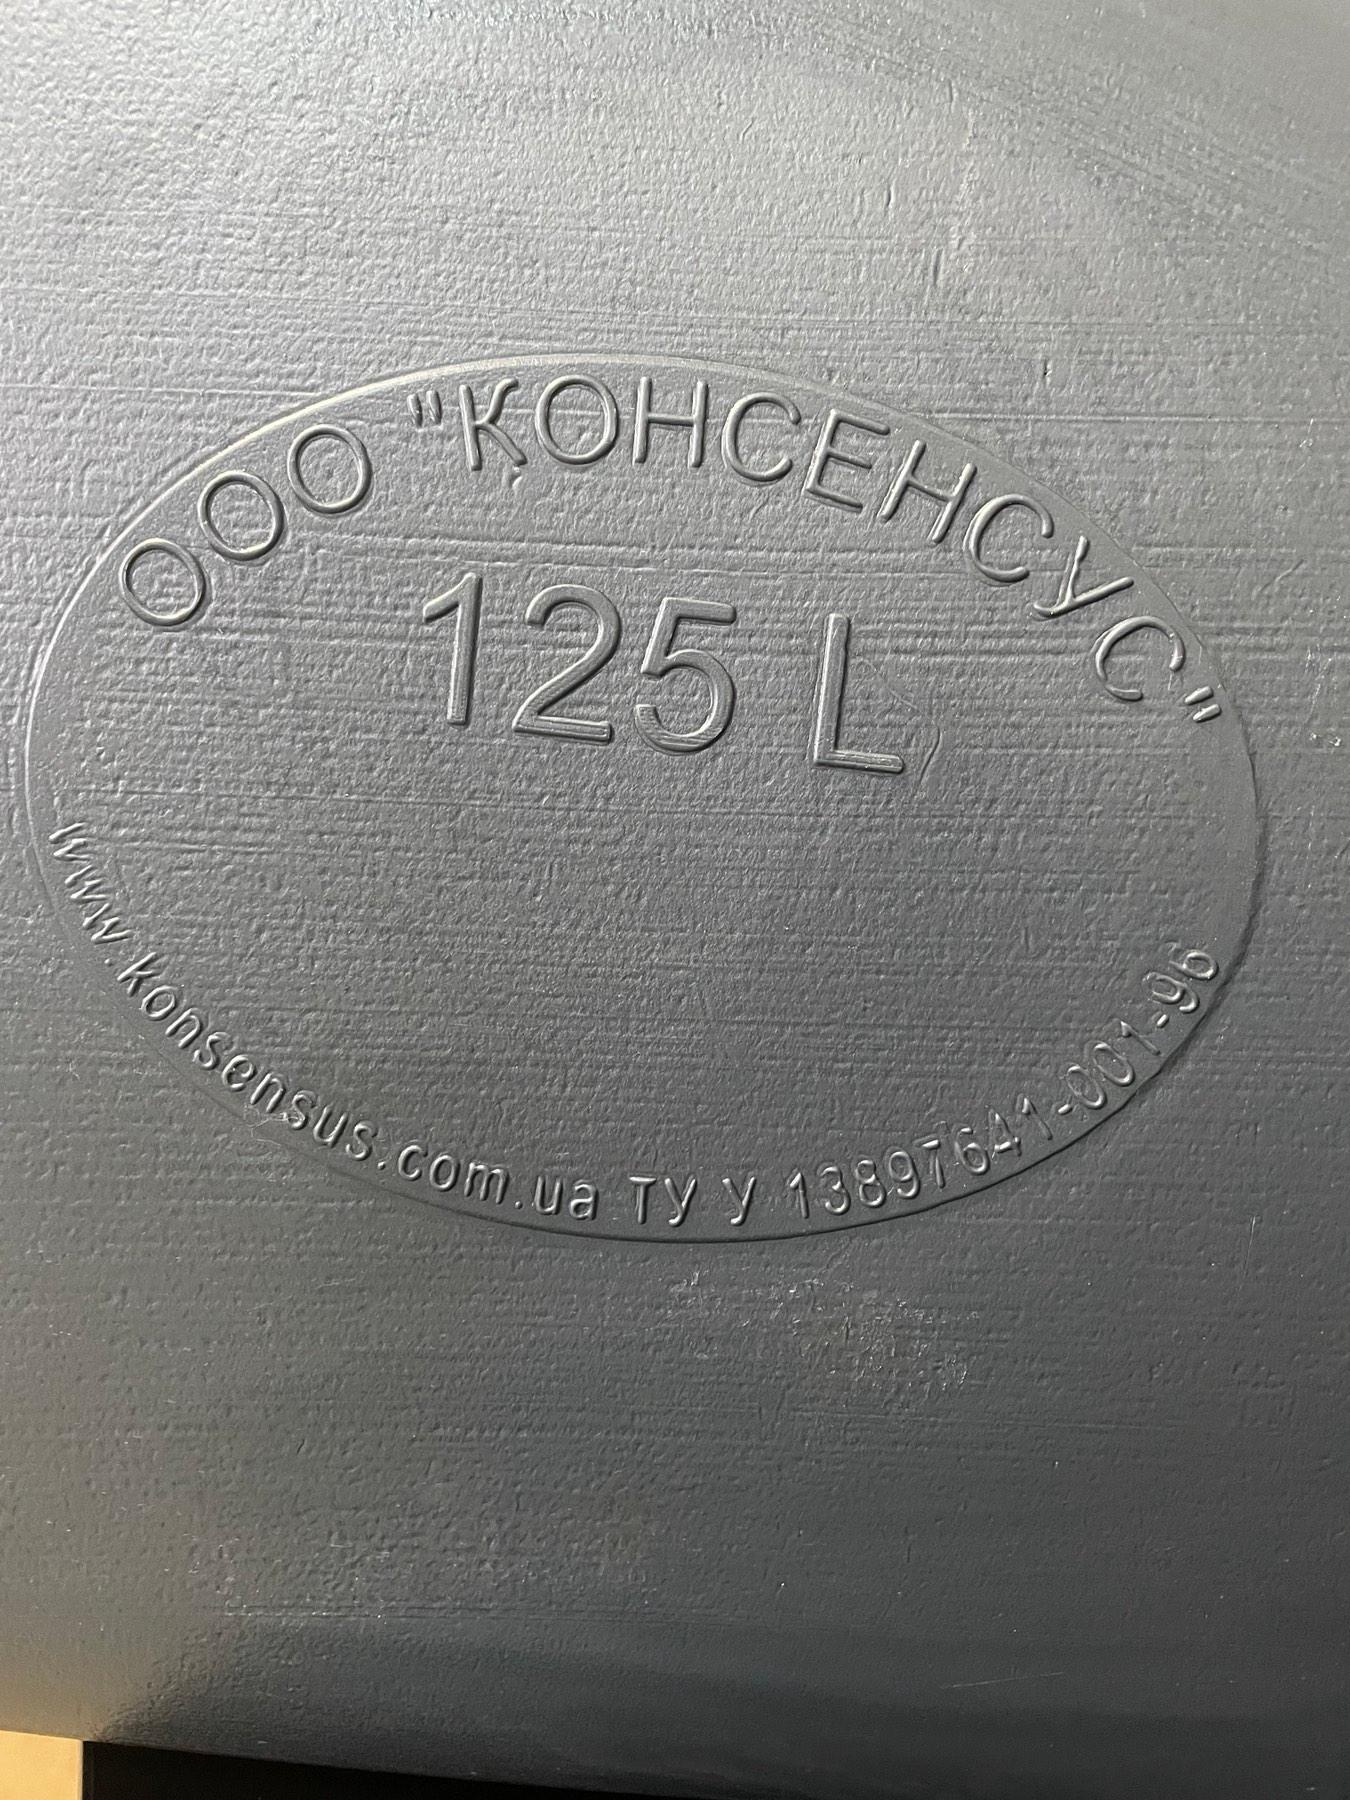 ООО "КОНСЕНСУС"
125 L
www.konsensus.com.ua ТУ У 13897641-001-96